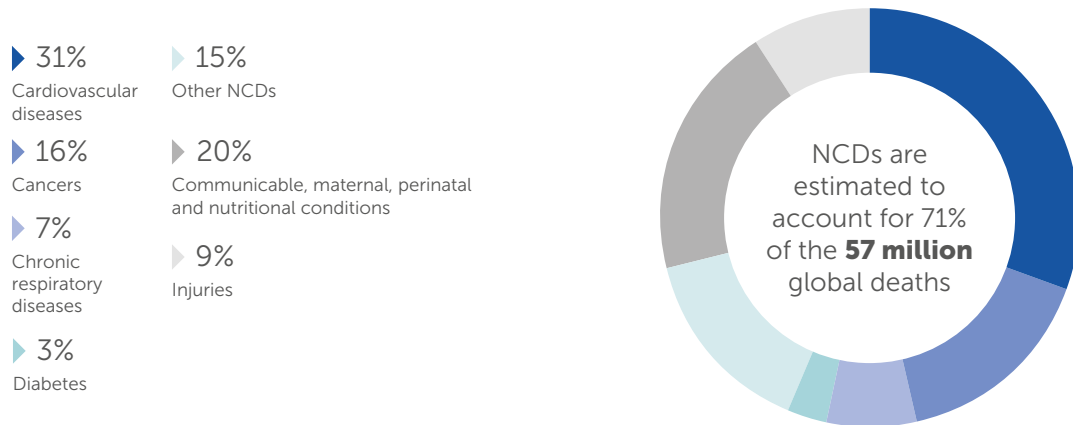 31%
Cardiovascular
diseases
16%
Cancers
7%
Chronic
respiratory
diseases
3%
Diabetes
15%
Other NCDs
20%
Communicable, maternal, perinatal
and nutritional conditions
9%
Injuries
NCDs are
estimated to
account for 71%
of the 57 million
global deaths